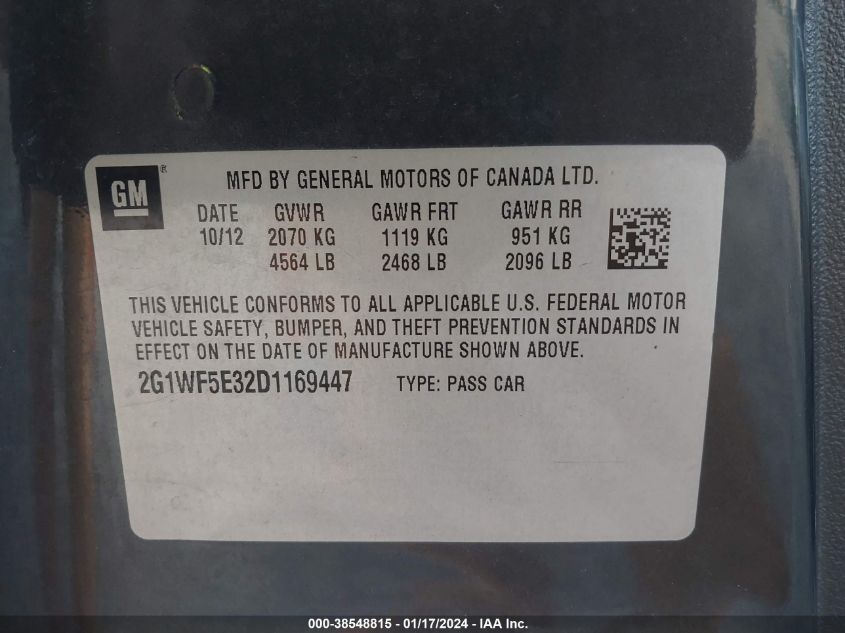 GM ®
MFD BY GENERAL MOTORS OF CANADA LTD.
DATE GVWR GAWR FRT GAWR RR
10/12 2070 KG 1119 KG 951 KG
4564 LB 2468 LB 2096 LB
THIS VEHICLE CONFORMS TO ALL APPLICABLE U.S. FEDERAL MOTOR
VEHICLE SAFETY, BUMPER, AND THEFT PREVENTION STANDARDS IN
EFFECT ON THE DATE OF MANUFACTURE SHOWN ABOVE.
2G1WF5E32D1169447 TYPE: PASS CAR
000-38548815 - 01/17/2024 - IAA Inc.